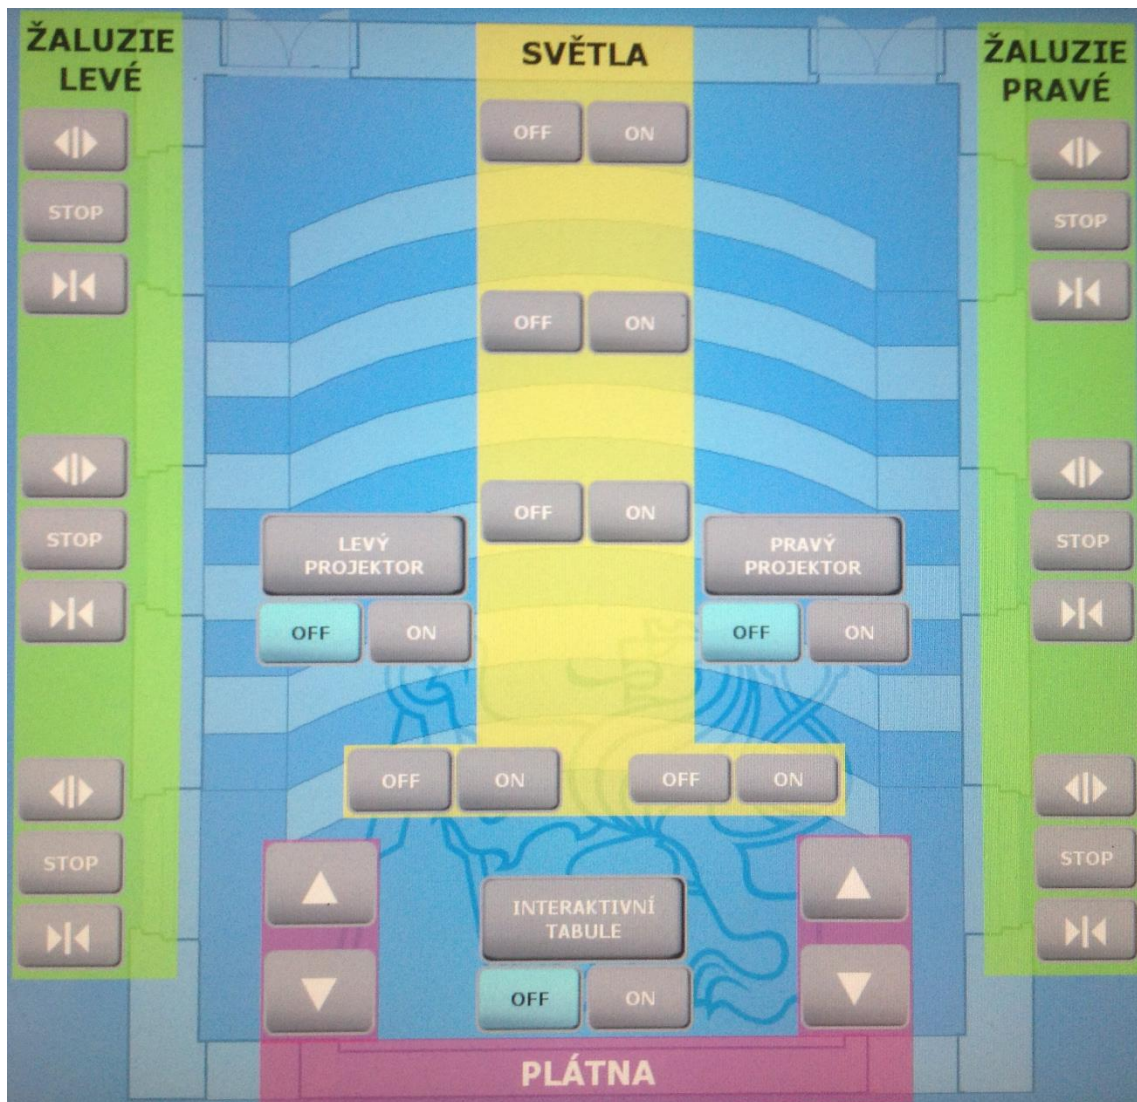 ŽALUZIE
LEVÉ
SVĚTLA
ŽALUZIE
PRAVÉ
OFF ON
STOP
STOP
OFF ON
OFF ON
LEVÝ
PROJEKTOR
PRAVÝ
PROJEKTOR
STOP
STOP
OFF ON
OFF ON
OFF ON
OFF ON
STOP
STOP
INTERAKTIVNÍ
TABULE
OFF ON
PLÁTNA